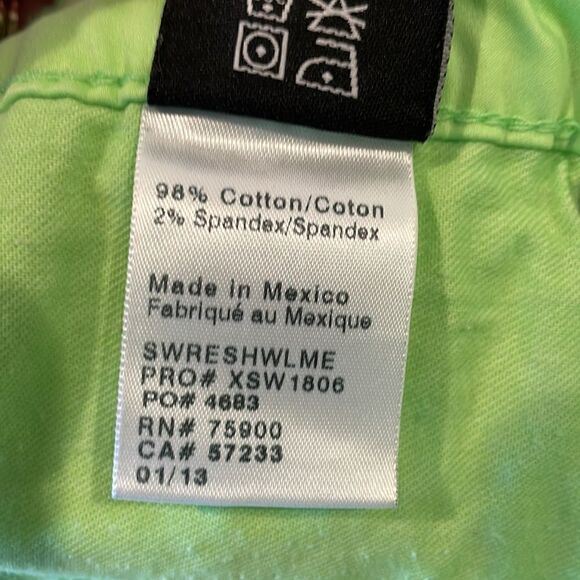 98% Cotton/Coton
2% Spandex/Spandex
Made in Mexico
Fabriqué au Mexique
SWRESHWLME
PRO# XSW1806
PO# 4683
RN# 75900
CA# 57233
01/13